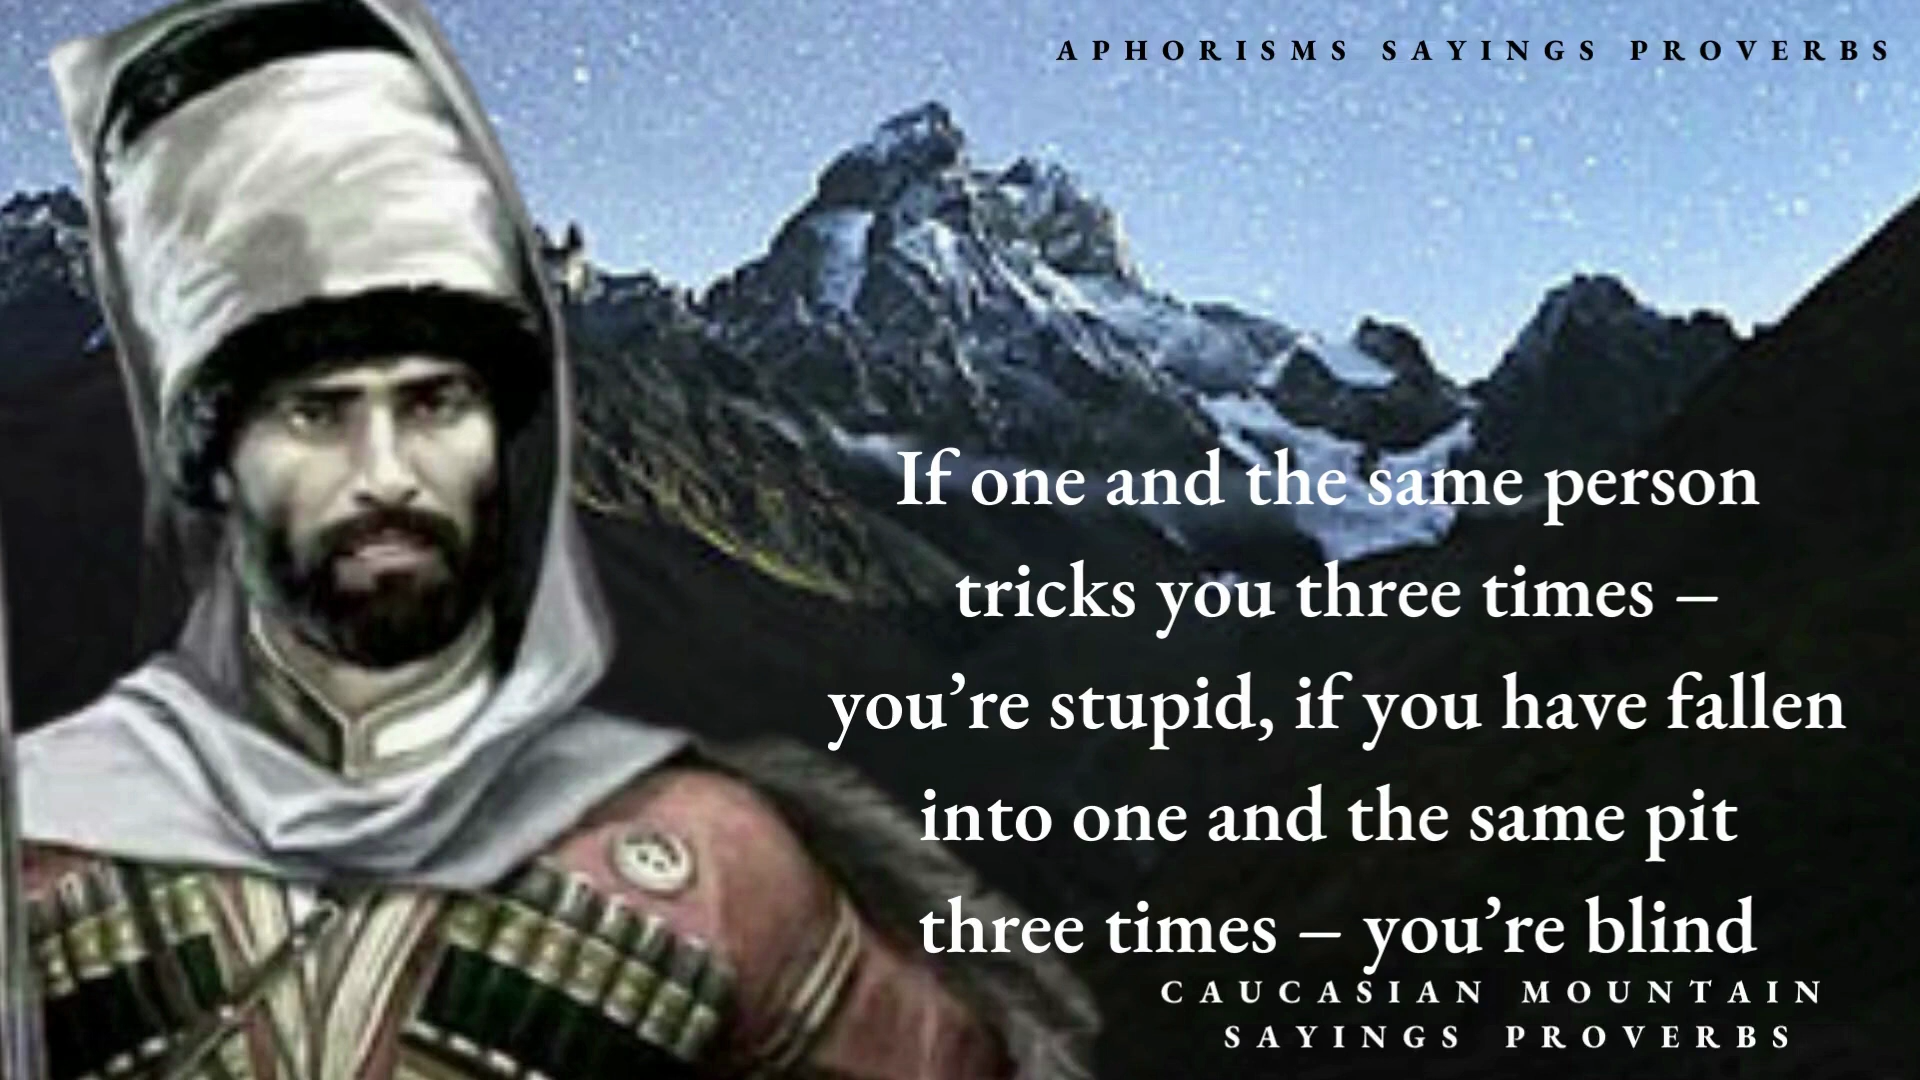 APHORISMS SAYINGS PROVERBS
If one and the same person
tricks you three times –
you’re stupid, if you have fallen
into one and the same pit
three times – you’re blind
CAUCASIAN MOUNTAIN
SAYINGS PROVERBS